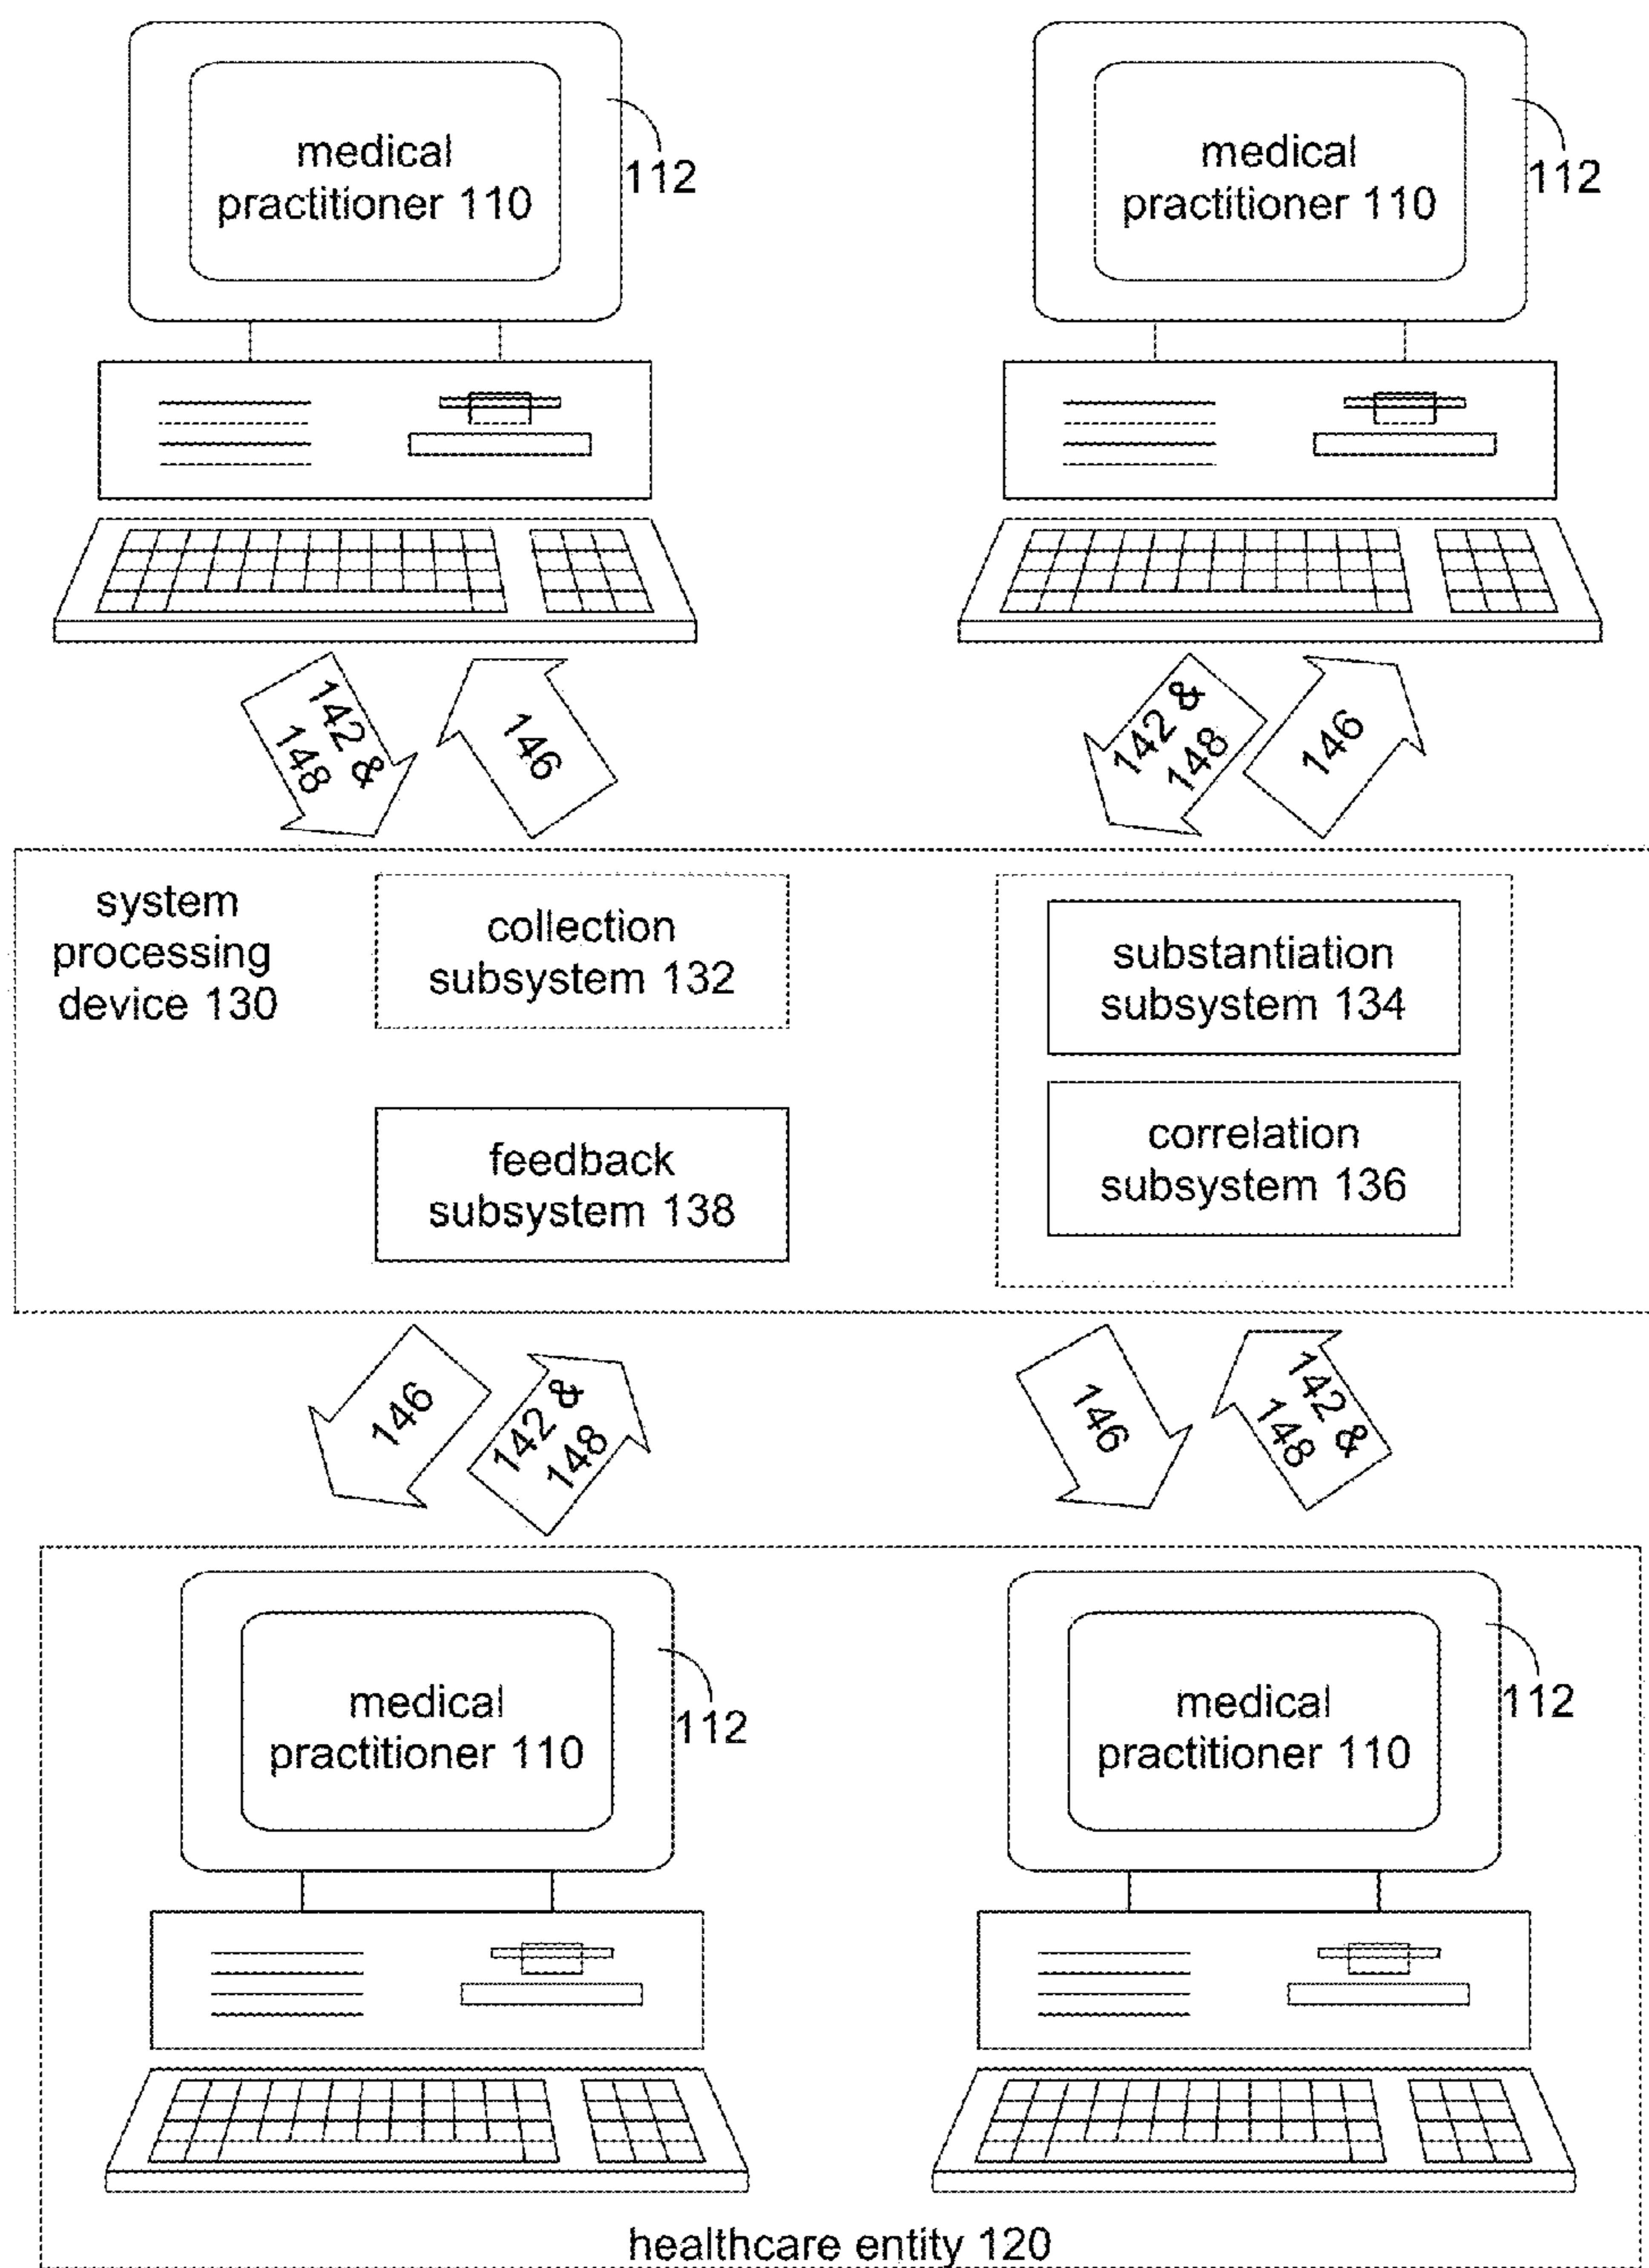 medical
practitioner 110
112
medical
practitioner 110
112
142 &
148
146
142 &
148
146
system
processing
device 130
collection
subsystem 132
substantiation
subsystem 134
feedback
subsystem 138
correlation
subsystem 136
146
142 &
148
146
142 &
148
medical
practitioner 110
112
medical
practitioner 110
112
healthcare entity 120